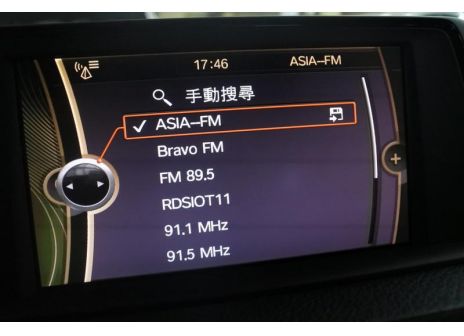 17:46 ASIA–FM
手動搜尋
✓ ASIA–FM
Bravo FM
FM 89.5
RDSIOT11
91.1 MHz
91.5 MHz